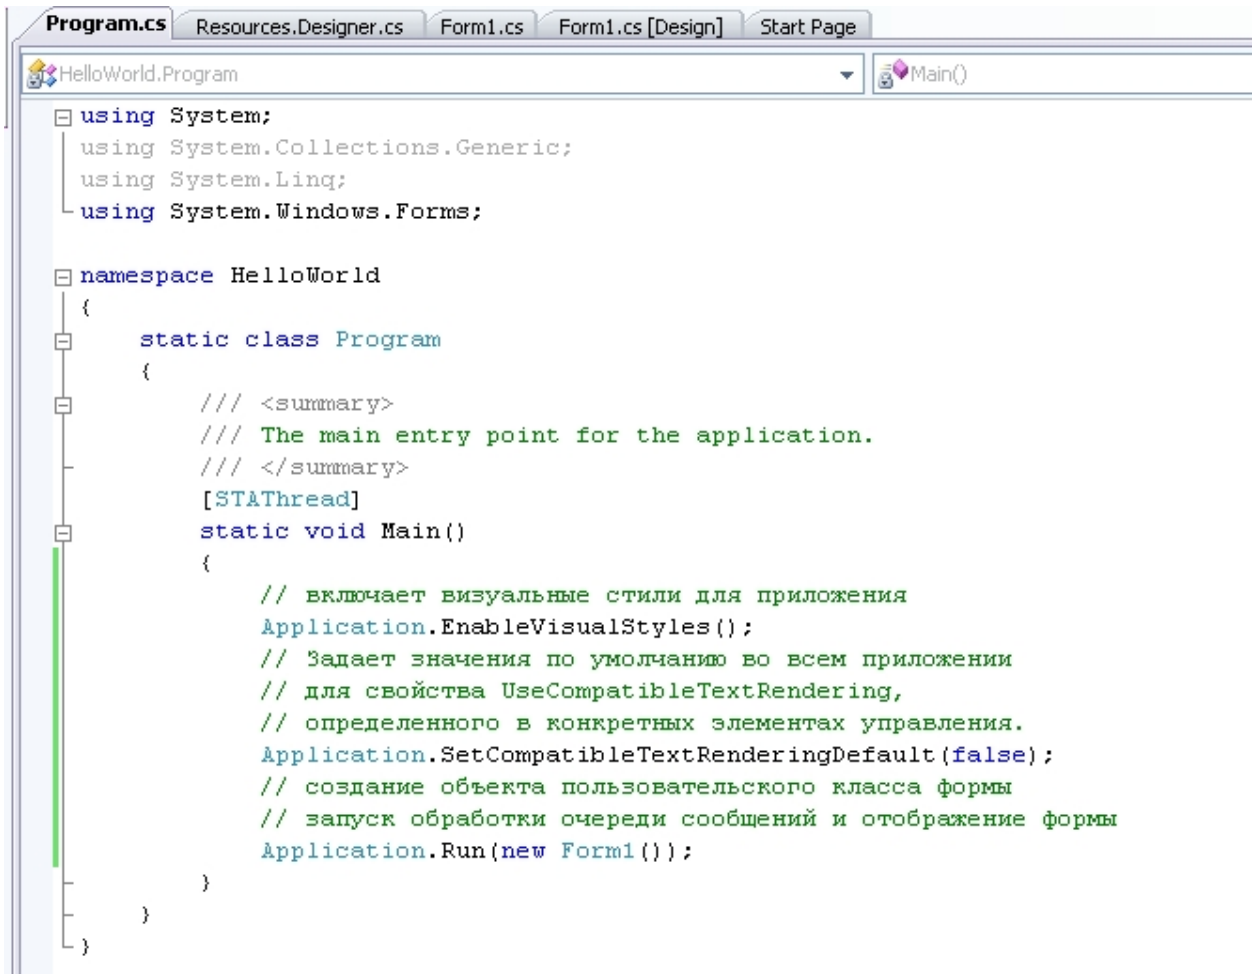 Program.cs Resources.Designer.cs Form1.cs Form1.cs [Design] Start Page
HelloWorld.Program Main()
using System;
using System.Collections.Generic;
using System.Linq;
using System.Windows.Forms;
namespace HelloWorld
{
static class Program
{
/// <summary>
/// The main entry point for the application.
/// </summary>
[STAThread]
static void Main()
{
// включает визуальные стили для приложения
Application.EnableVisualStyles();
// Задает значения по умолчанию во всем приложении
// для свойства UseCompatibleTextRendering,
// определенного в конкретных элементах управления.
Application.SetCompatibleTextRenderingDefault(false);
// создание объекта пользовательского класса формы
// запуск обработки очереди сообщений и отображение формы
Application.Run(new Form1());
}
}
}